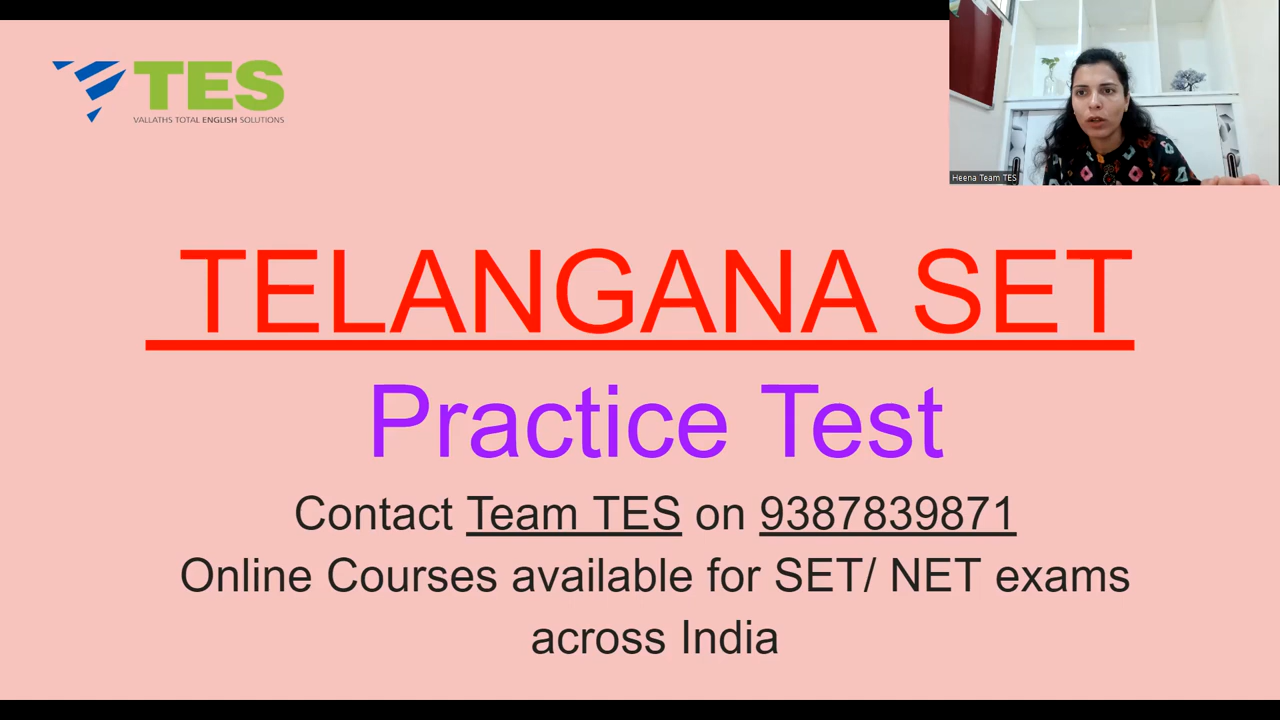 TES
VALLATHS TOTAL ENGLISH SOLUTIONS
Heena Team TES
TELANGANA SET
Practice Test
Contact Team TES on 9387839871
Online Courses available for SET/ NET exams
across India